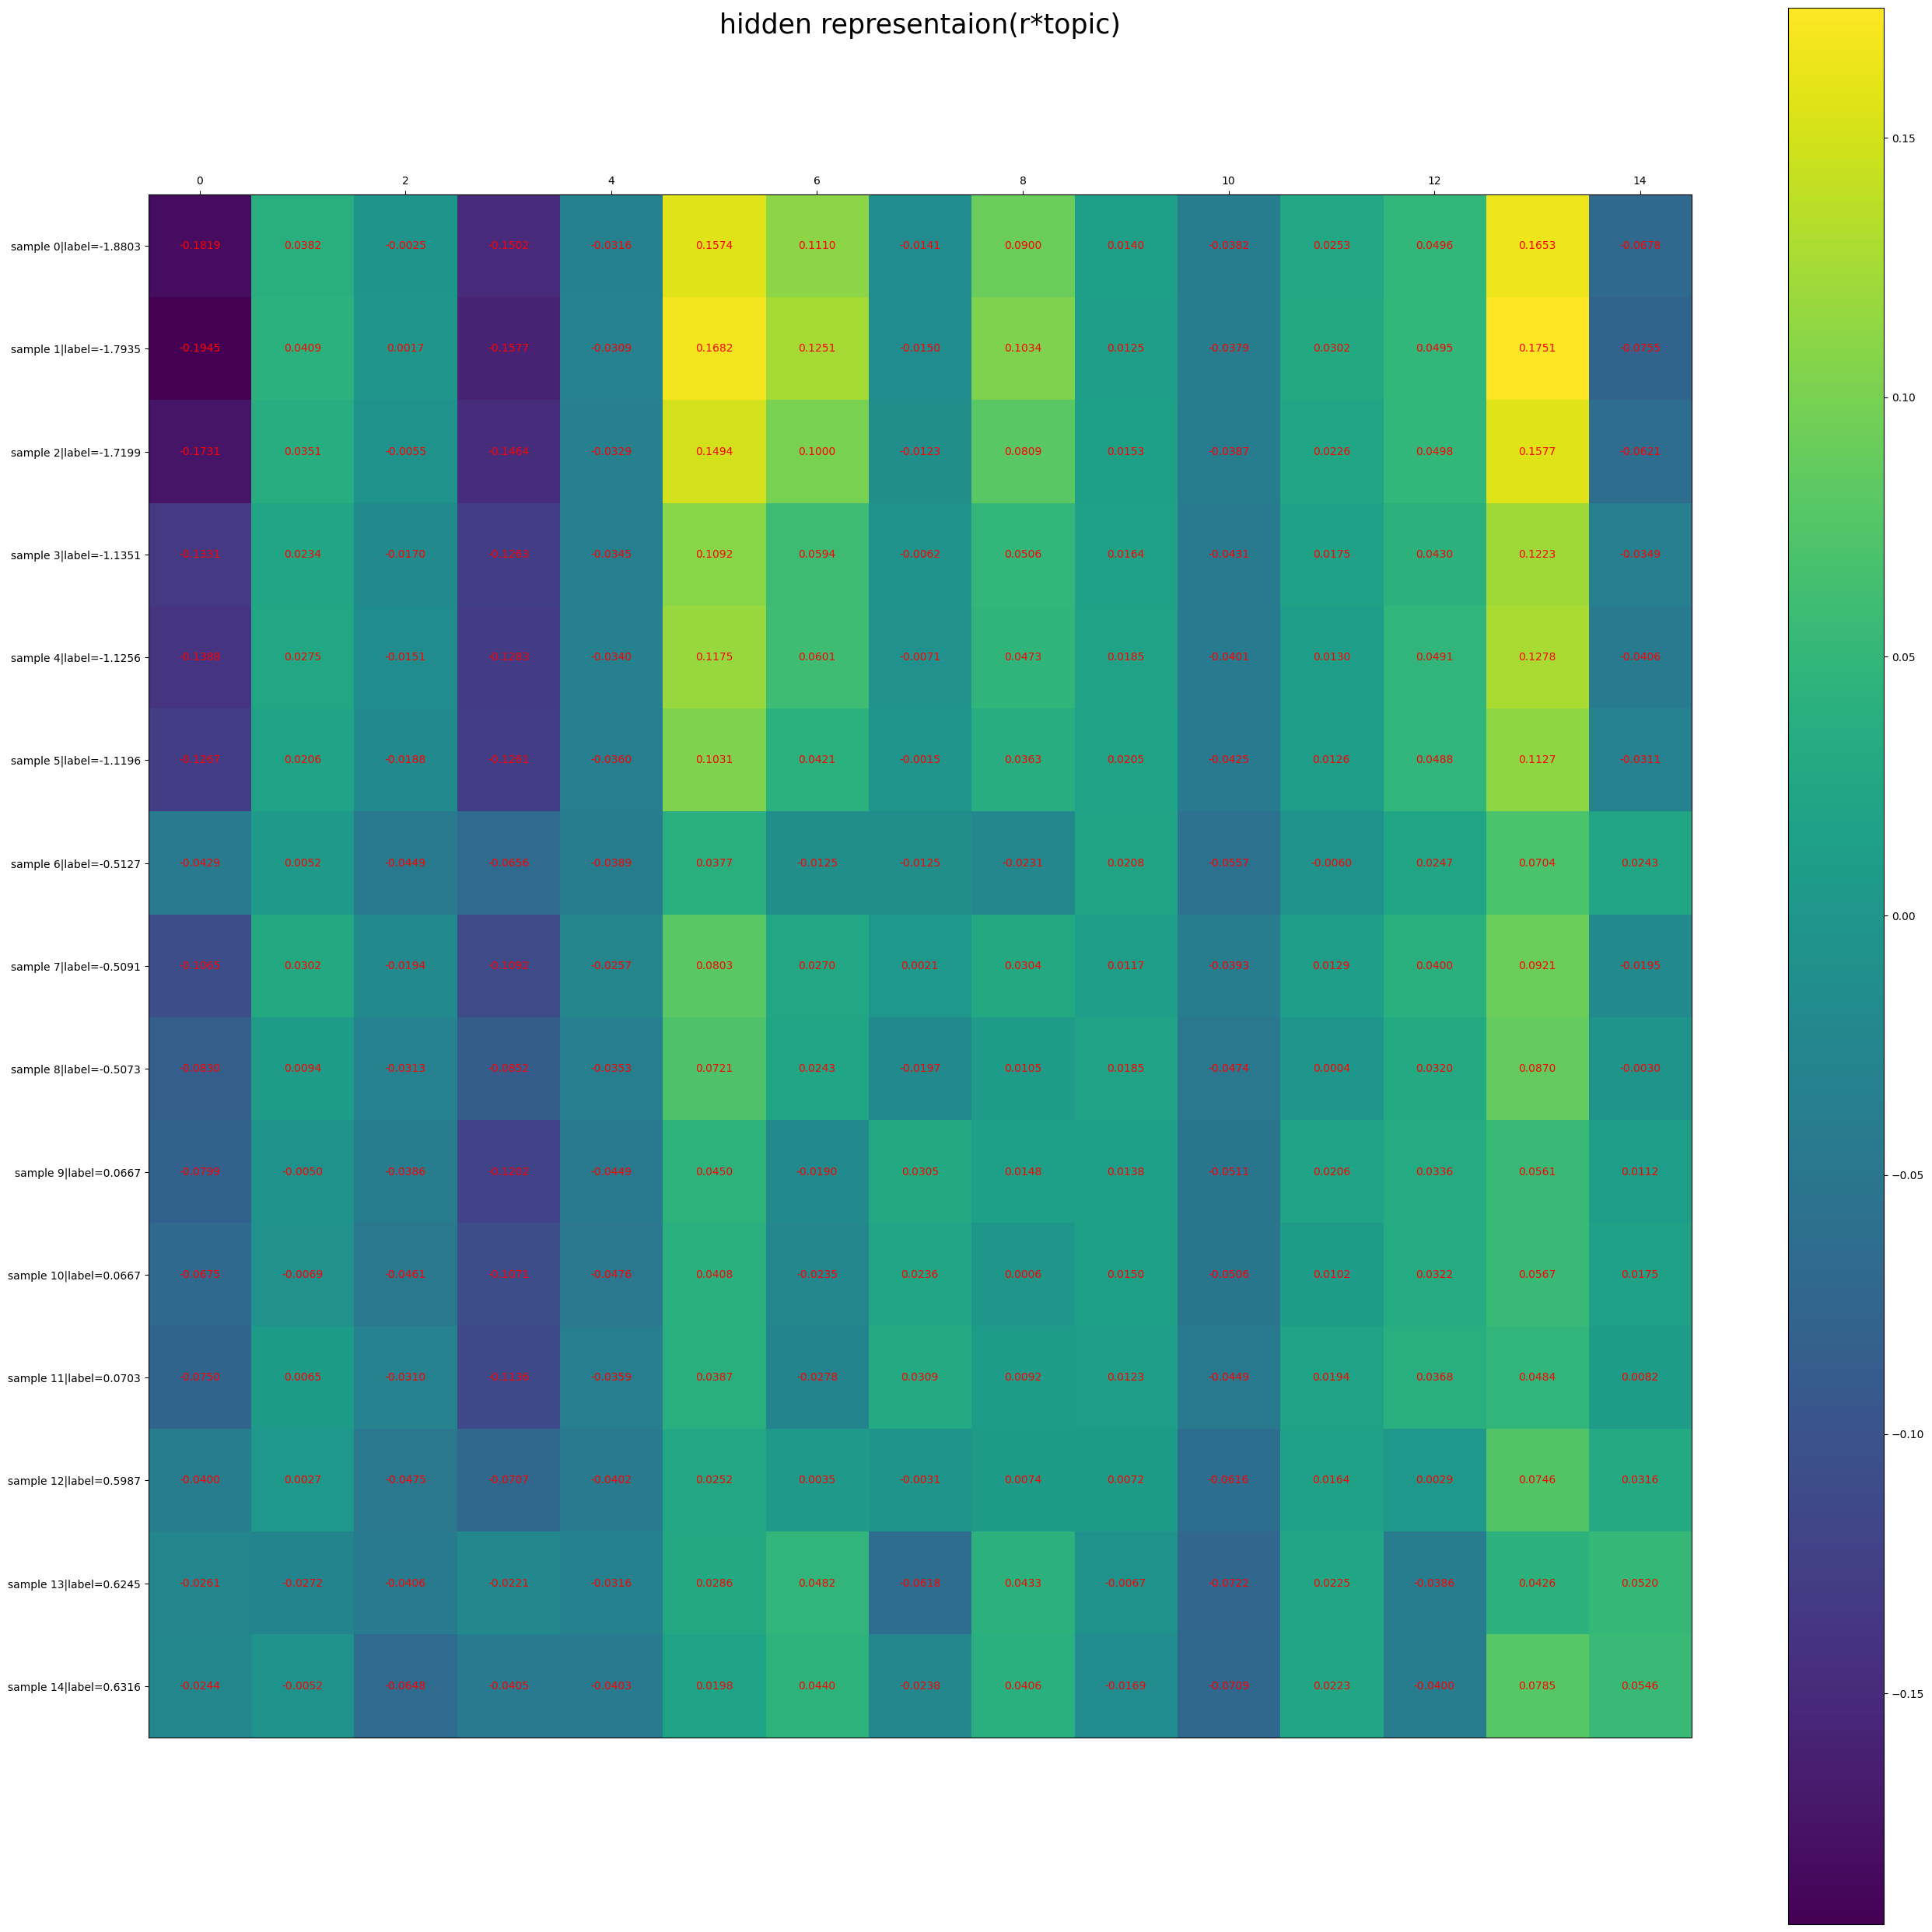 hidden representaion(r*topic)
0 2 4 6 8 10 12 14
sample 0|label=-1.8803 -0.1819 0.0382 -0.0025 -0.1502 -0.0316 0.1574 0.1110 -0.0141 0.0900 0.0140 -0.0382 0.0253 0.0496 0.1653 -0.0678
sample 1|label=-1.7935 -0.1945 0.0409 0.0017 -0.1577 -0.0309 0.1682 0.1251 -0.0150 0.1034 0.0125 -0.0379 0.0302 0.0495 0.1751 -0.0755
sample 2|label=-1.7199 -0.1731 0.0351 -0.0055 -0.1464 -0.0329 0.1494 0.1000 -0.0123 0.0809 0.0153 -0.0387 0.0226 0.0498 0.1577 -0.0621
sample 3|label=-1.1351 0.0234 -0.0170 -0.0345 0.1092 0.0594 -0.0062 0.0506 0.0164 -0.0431 0.0175 0.0430 0.1223 -0.0349
sample 4|label=-1.1256 0.0275 -0.0151 -0.0340 0.1175 0.0601 -0.0071 0.0473 0.0185 -0.0401 0.0130 0.0491 0.1278 -0.0406
sample 5|label=-1.1196 0.0206 -0.0188 -0.0360 0.1031 0.0421 -0.0015 0.0363 0.0205 -0.0425 0.0126 0.0488 0.1127 -0.0311
sample 6|label=-0.5127 -0.0429 0.0052 -0.0449 -0.0656 -0.0389 0.0377 -0.0125 -0.0125 -0.0231 0.0208 -0.0557 -0.0060 0.0247 0.0704 0.0243
sample 7|label=-0.5091 0.0302 -0.0194 -0.0257 0.0803 0.0270 0.0021 0.0304 0.0117 -0.0393 0.0129 0.0400 0.0921 -0.0195
sample 8|label=-0.5073 0.0094 -0.0313 -0.0852 -0.0353 0.0721 0.0243 -0.0197 0.0105 0.0185 -0.0474 0.0004 0.0320 0.0870 -0.0030
sample 9|label=0.0667 -0.0799 -0.0050 -0.0386 -0.0449 0.0450 -0.0190 0.0305 0.0148 0.0138 -0.0511 0.0206 0.0336 0.0561 0.0112
sample 10|label=0.0667 -0.0675 -0.0069 -0.0461 -0.0476 0.0408 -0.0235 0.0236 0.0006 0.0150 -0.0506 0.0102 0.0322 0.0567 0.0175
sample 11|label=0.0703 -0.0750 0.0065 -0.0310 -0.0359 0.0387 -0.0278 0.0309 0.0092 0.0123 -0.0449 0.0194 0.0368 0.0484 0.0082
sample 12|label=0.5987 -0.0400 0.0027 -0.0475 -0.0707 -0.0402 0.0252 0.0035 -0.0031 0.0074 0.0072 -0.0616 0.0164 0.0029 0.0746 0.0316
sample 13|label=0.6245 -0.0261 -0.0272 -0.0406 -0.0221 -0.0316 0.0286 0.0482 -0.0618 0.0433 -0.0067 -0.0722 0.0225 -0.0386 0.0426 0.0520
sample 14|label=0.6316 -0.0244 -0.0052 -0.0648 -0.0405 -0.0403 0.0198 0.0440 -0.0238 0.0406 -0.0169 -0.0709 0.0223 -0.0400 0.0785 0.0546
0.15
0.10
0.05
0.00
−0.05
−0.10
−0.15